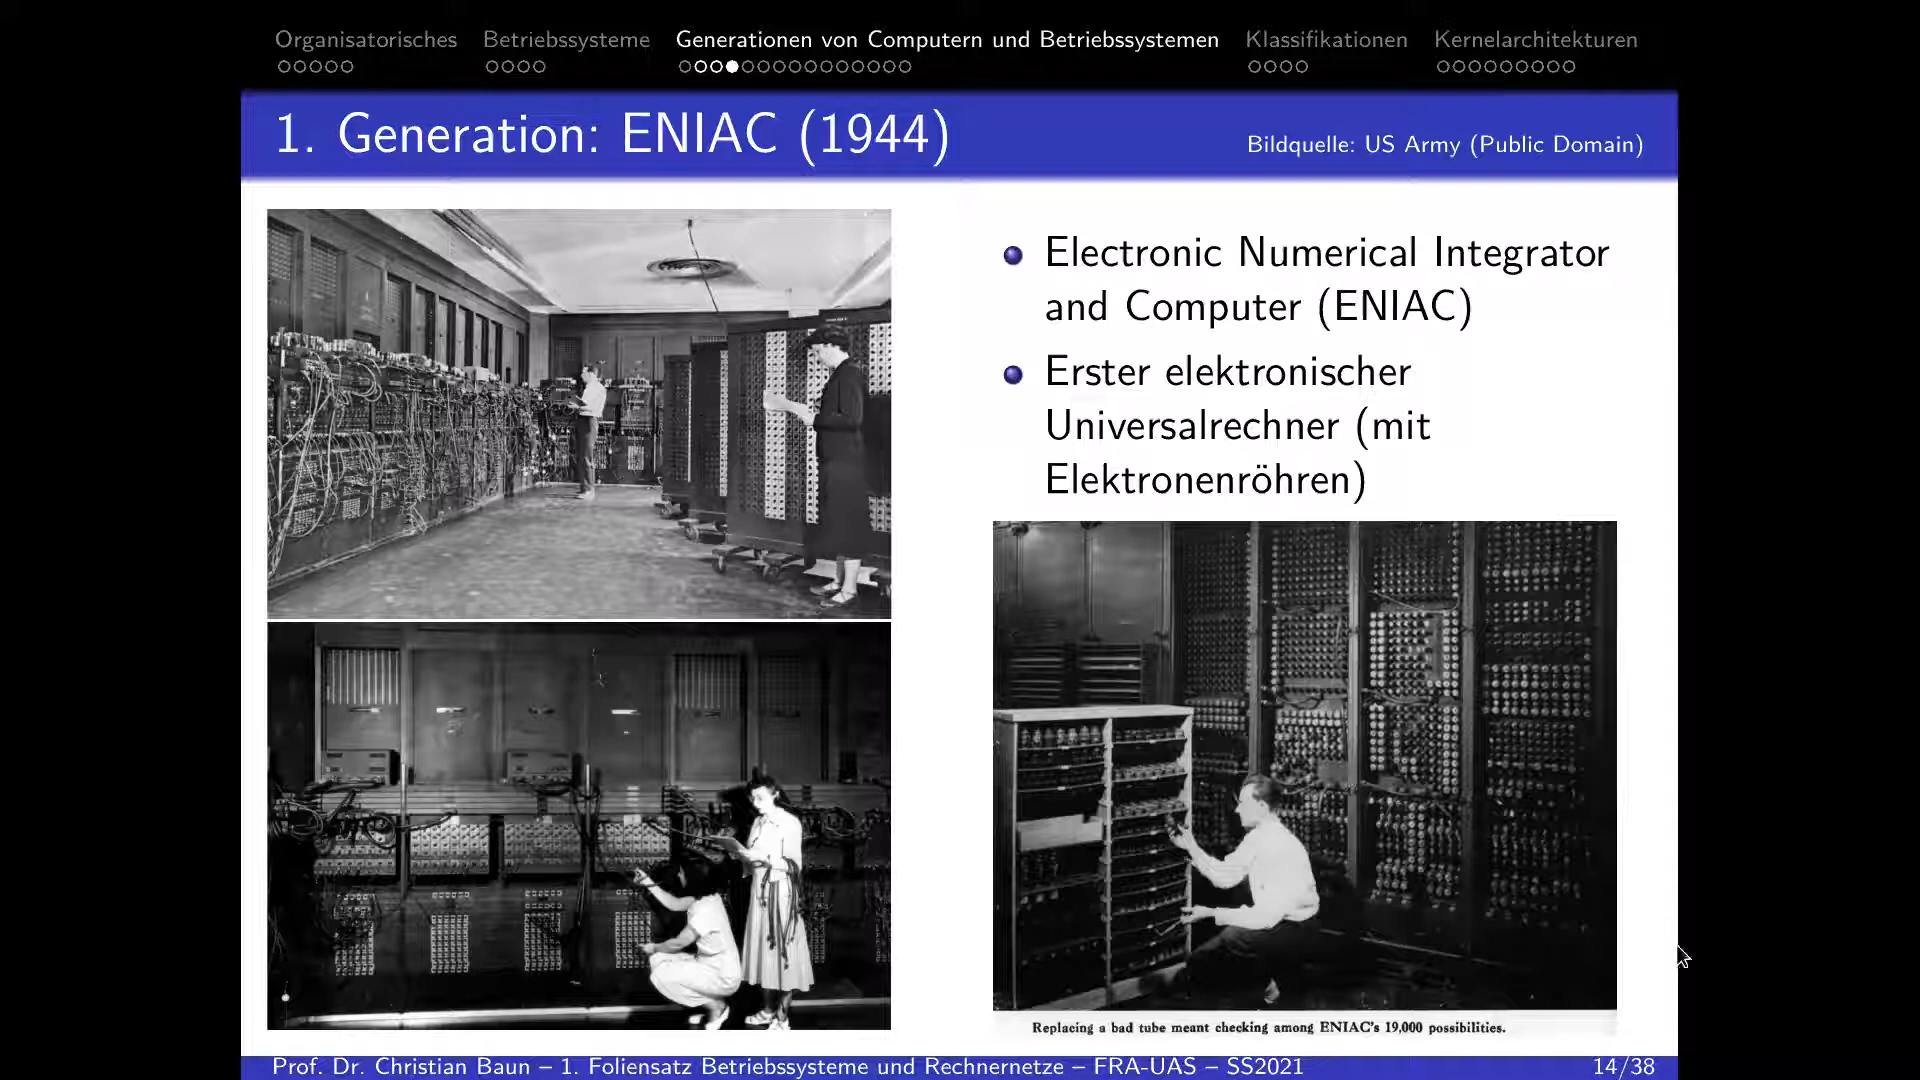 Organisatorisches Betriebssysteme Generationen von Computern und Betriebssystemen Klassifikationen Kernelarchitekturen
1. Generation: ENIAC (1944)
Bildquelle: US Army (Public Domain)
Electronic Numerical Integrator
and Computer (ENIAC)
Erster elektronischer
Universalrechner (mit
Elektronenröhren)
Replacing a bad tube meant checking among ENIAC's 19,000 possibilities.
Prof. Dr. Christian Baun – 1. Foliensatz Betriebssysteme und Rechnernetze – FRA-UAS – SS2021
14/38